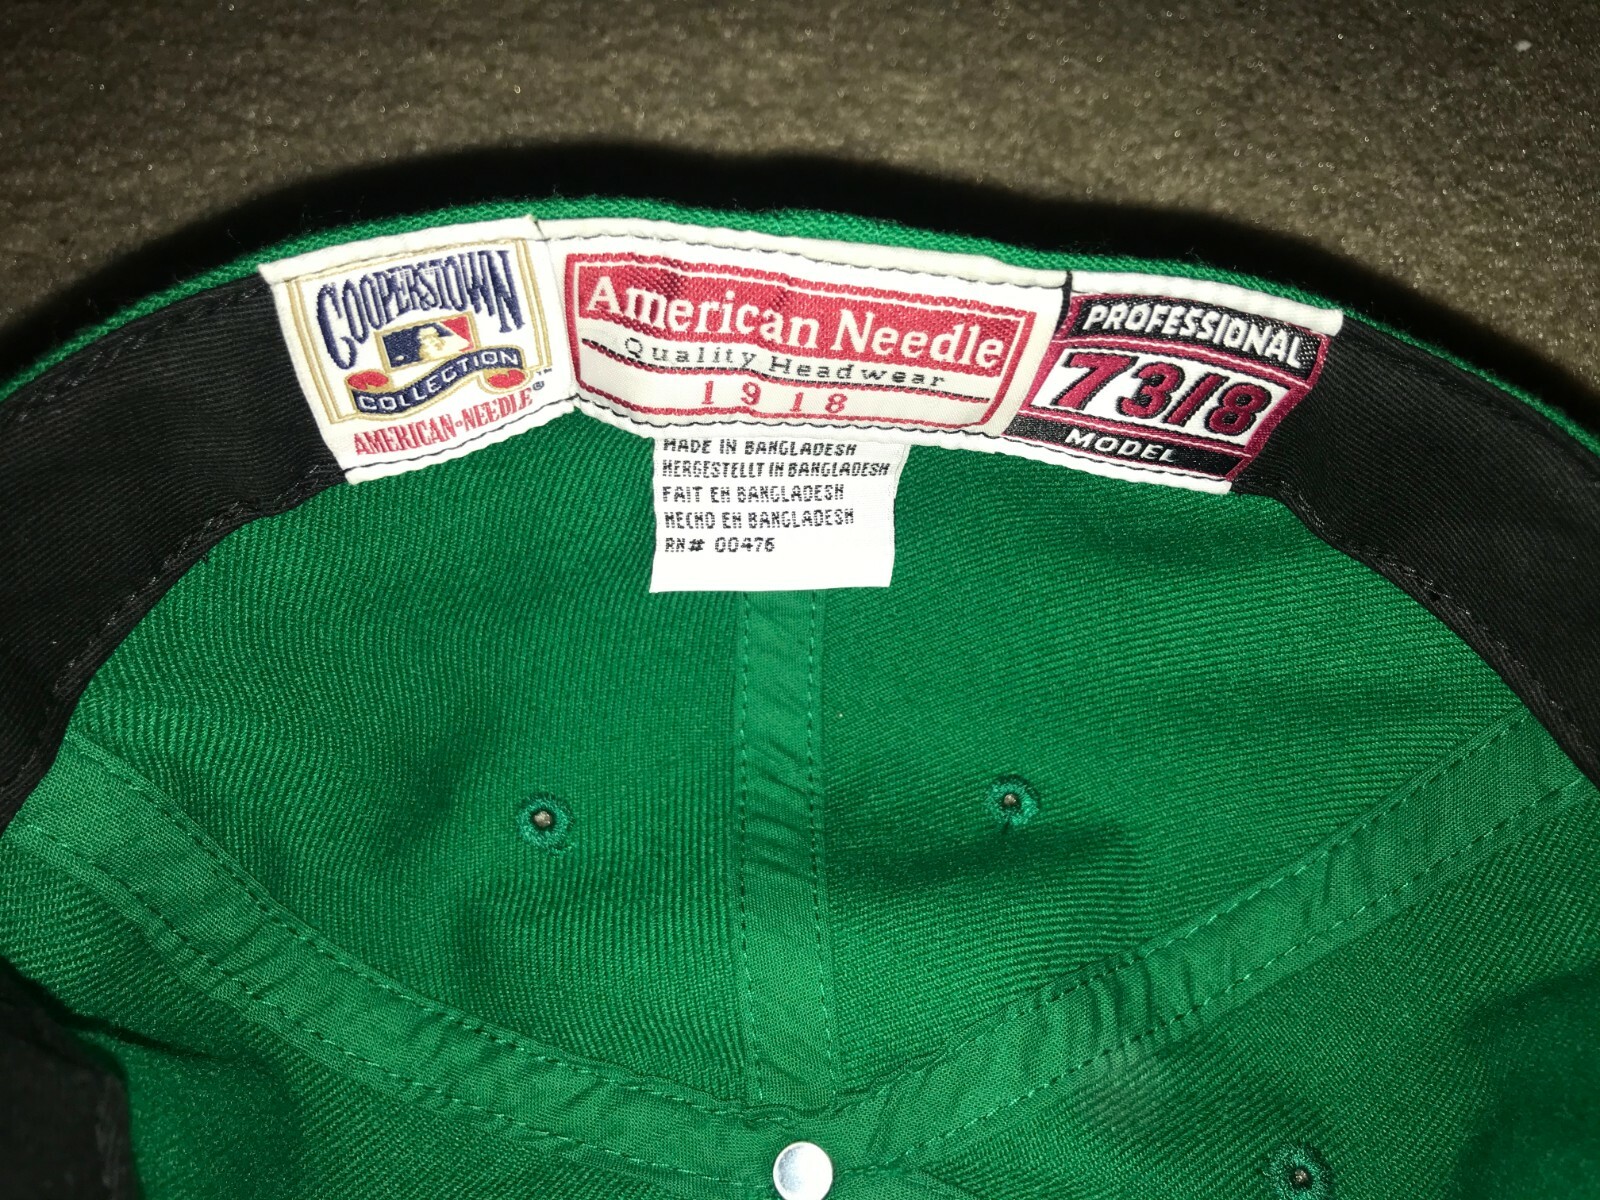 COOPERSTOWN
COLLECTION™
AMERICAN·NEEDLE®
American Needle
Quality Headwear
1918
PROFESSIONAL
7 3/8
MODEL
MADE IN BANGLADESH
HERGESTELLT IN BANGLADESH
FAIT EN BANGLADESH
HECHO EN BANGLADESH
RN# 00476